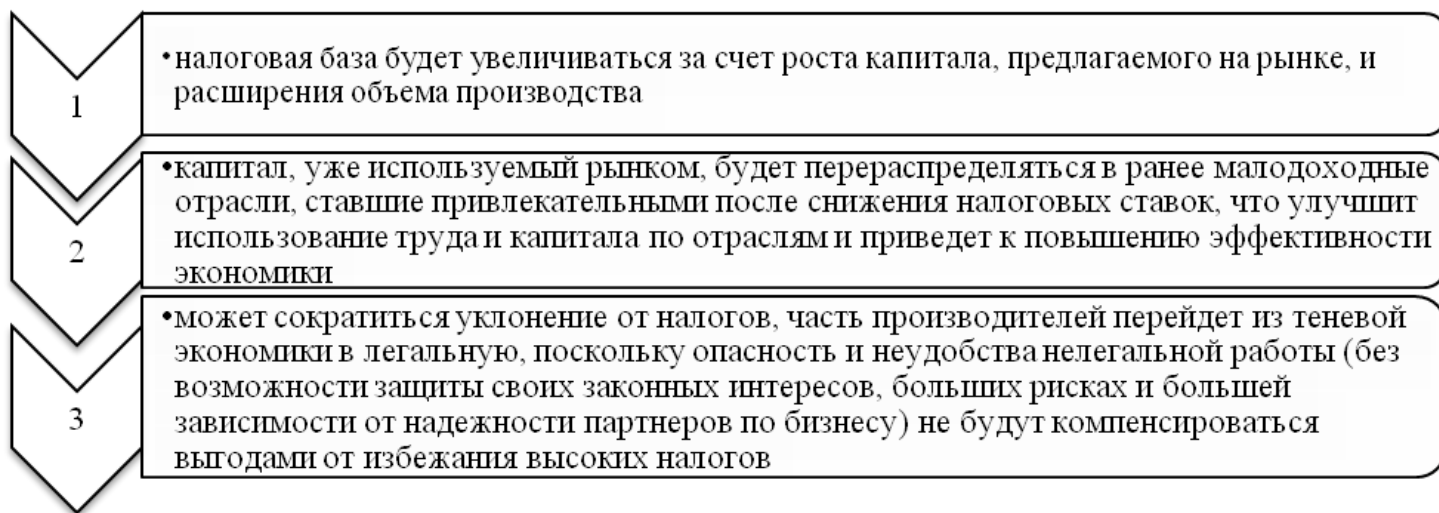 1
•налоговая база будет увеличиваться за счет роста капитала, предлагаемого на рынке, и
расширения объема производства
2
•капитал, уже используемый рынком, будет перераспределяться в ранее малодоходные
отрасли, ставшие привлекательными после снижения налоговых ставок, что улучшит
использование труда и капитала по отраслям и приведет к повышению эффективности
экономики
3
•может сократиться уклонение от налогов, часть производителей перейдет из теневой
экономики в легальную, поскольку опасность и неудобства нелегальной работы (без
возможности защиты своих законных интересов, больших рисках и большей
зависимости от надежности партнеров по бизнесу) не будут компенсироваться
выгодами от избежания высоких налогов